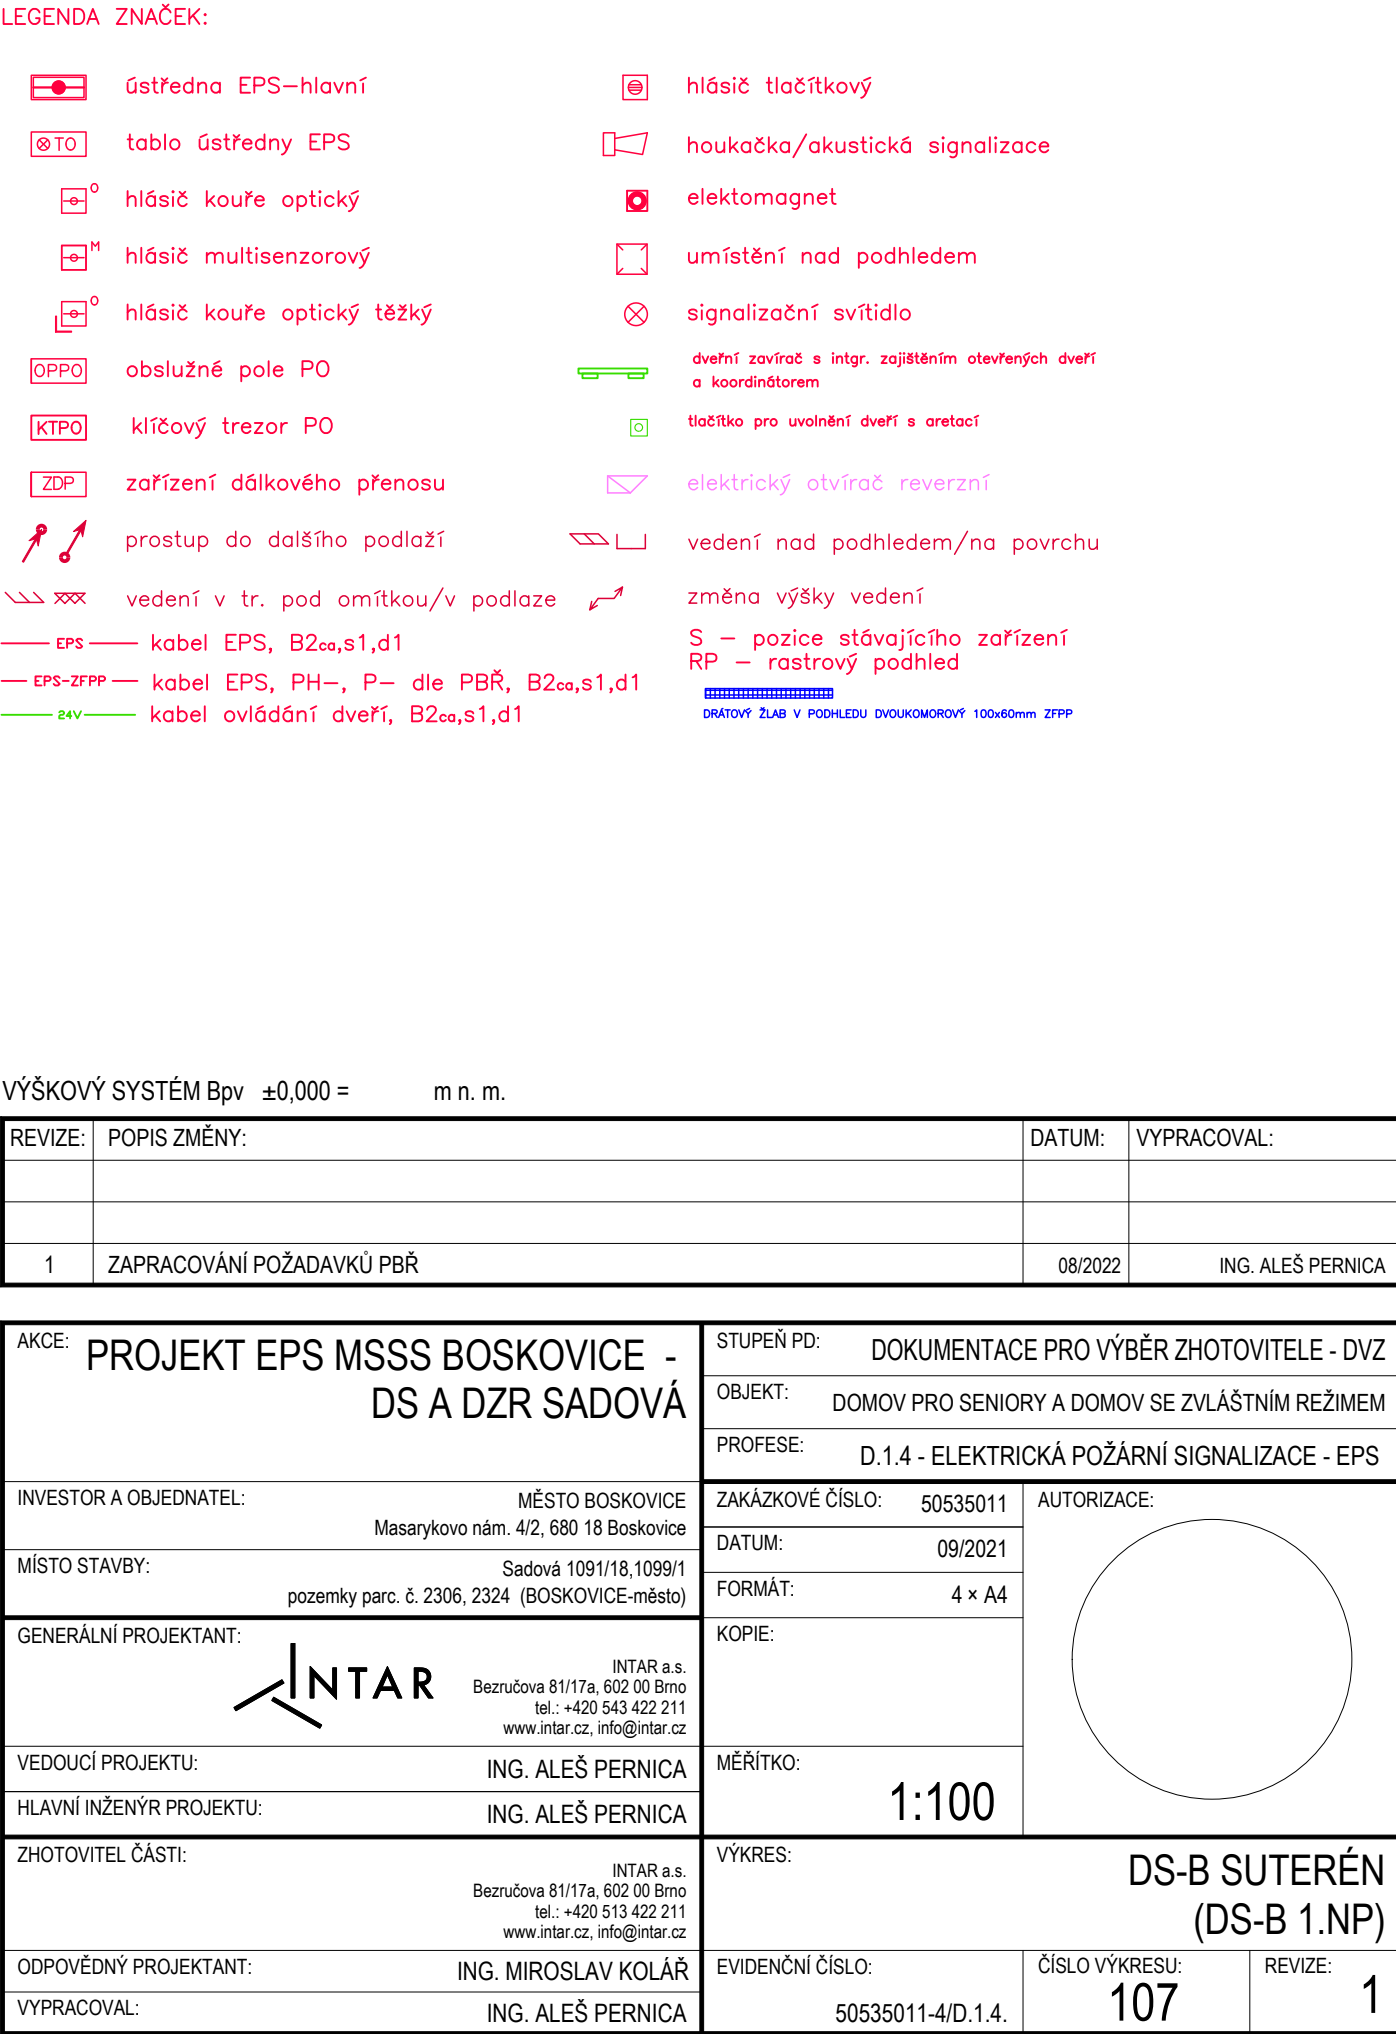 LEGENDA ZNAČEK:
ústředna EPS-hlavní
TO
tablo ústředny EPS
O
hlásič kouře optický
M
hlásič multisenzorový
O
hlásič kouře optický těžký
OPPO
obslužné pole PO
KTPO
klíčový trezor PO
ZDP
zařízení dálkového přenosu
prostup do dalšího podlaží
vedení v tr. pod omítkou/v podlaze
EPS
kabel EPS, B2ca,s1,d1
EPS-ZFPP
kabel EPS, PH-, P- dle PBŘ, B2ca,s1,d1
24V
kabel ovládání dveří, B2ca,s1,d1
hlásič tlačítkový
houkačka/akustická signalizace
elektomagnet
umístění nad podhledem
signalizační svítidlo
dveřní zavírač s intgr. zajištěním otevřených dveří
a koordinátorem
tlačítko pro uvolnění dveří s aretací
elektrický otvírač reverzní
vedení nad podhledem/na povrchu
změna výšky vedení
S - pozice stávajícího zařízení
RP - rastrový podhled
DRÁTOVÝ ŽLAB V PODHLEDU DVOUKOMOROVÝ 100x60mm ZFPP
VÝŠKOVÝ SYSTÉM Bpv ±0,000 = m n. m.
REVIZE: POPIS ZMĚNY: DATUM: VYPRACOVAL:
1 ZAPRACOVÁNÍ POŽADAVKŮ PBŘ 08/2022 ING. ALEŠ PERNICA
AKCE: PROJEKT EPS MSSS BOSKOVICE -
DS A DZR SADOVÁ
INVESTOR A OBJEDNATEL: MĚSTO BOSKOVICE
Masarykovo nám. 4/2, 680 18 Boskovice
MÍSTO STAVBY: Sadová 1091/18,1099/1
pozemky parc. č. 2306, 2324 (BOSKOVICE-město)
GENERÁLNÍ PROJEKTANT:
INTAR
INTAR a.s.
Bezručova 81/17a, 602 00 Brno
tel.: +420 543 422 211
www.intar.cz, info@intar.cz
VEDOUCÍ PROJEKTU: ING. ALEŠ PERNICA
HLAVNÍ INŽENÝR PROJEKTU: ING. ALEŠ PERNICA
ZHOTOVITEL ČÁSTI:
INTAR a.s.
Bezručova 81/17a, 602 00 Brno
tel.: +420 513 422 211
www.intar.cz, info@intar.cz
ODPOVĚDNÝ PROJEKTANT: ING. MIROSLAV KOLÁŘ
VYPRACOVAL: ING. ALEŠ PERNICA
STUPEŇ PD: DOKUMENTACE PRO VÝBĚR ZHOTOVITELE - DVZ
OBJEKT: DOMOV PRO SENIORY A DOMOV SE ZVLÁŠTNÍM REŽIMEM
PROFESE: D.1.4 - ELEKTRICKÁ POŽÁRNÍ SIGNALIZACE - EPS
ZAKÁZKOVÉ ČÍSLO: 50535011
DATUM: 09/2021
FORMÁT: 4 × A4
KOPIE:
MĚŘÍTKO: 1:100
AUTORIZACE:
VÝKRES: DS-B SUTERÉN
(DS-B 1.NP)
EVIDENČNÍ ČÍSLO: 50535011-4/D.1.4.
ČÍSLO VÝKRESU: 107
REVIZE: 1